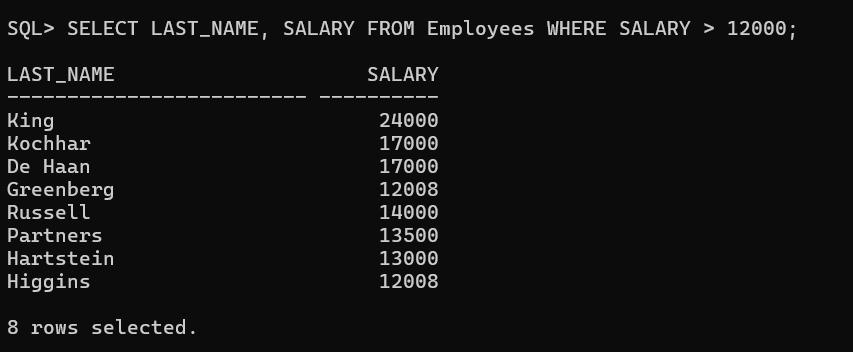 SQL> SELECT LAST_NAME, SALARY FROM Employees WHERE SALARY > 12000;
LAST_NAME                     SALARY
------------------------- ----------
King                           24000
Kochhar                        17000
De Haan                        17000
Greenberg                      12008
Russell                        14000
Partners                       13500
Hartstein                      13000
Higgins                        12008
8 rows selected.